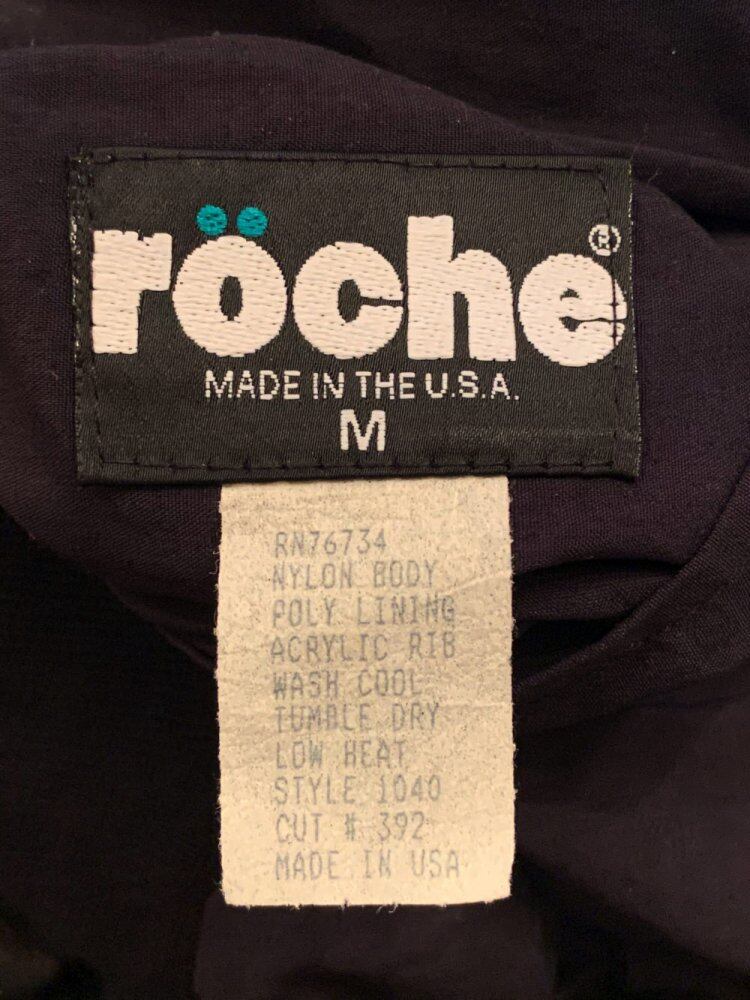 röche®
MADE IN THE U.S.A.
M
RN76734
NYLON BODY
POLY LINING
ACRYLIC RIB
WASH COOL
TUMBLE DRY
LOW HEAT
STYLE 1040
CUT # 392
MADE IN USA